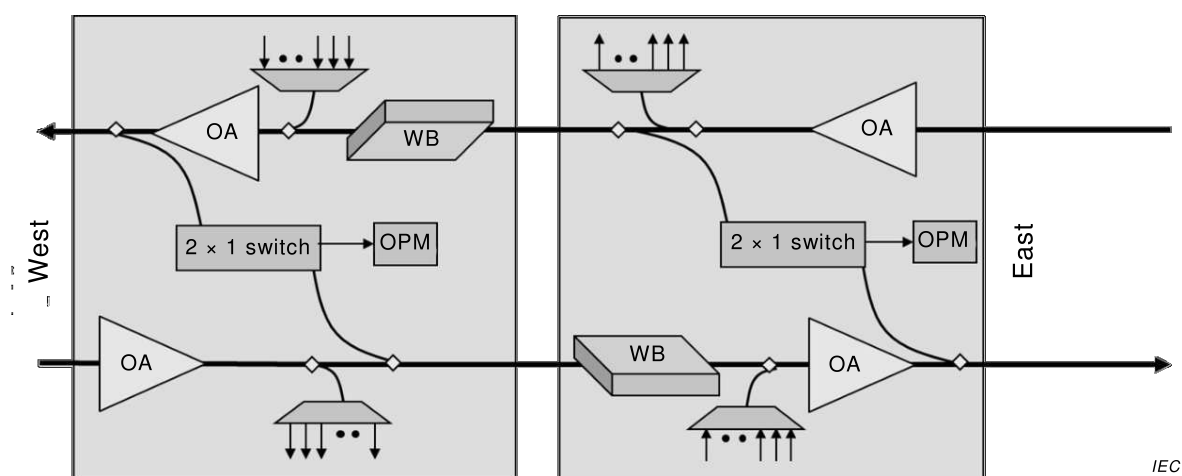 OA
WB
OA
2 × 1 switch
OPM
2 × 1 switch
OPM
West
East
OA
WB
OA
IEC